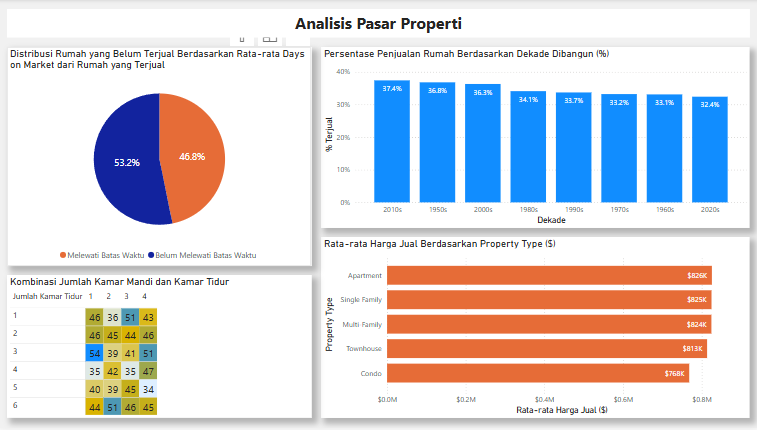 Analisis Pasar Properti
Distribusi Rumah yang Belum Terjual Berdasarkan Rata-rata Days
on Market dari Rumah yang Terjual
53.2%
46.8%
Melewati Batas Waktu
Belum Melewati Batas Waktu
Persentase Penjualan Rumah Berdasarkan Dekade Dibangun (%)
% Terjual
40%
30%
20%
10%
0%
37.4% 36.8% 36.3% 34.1% 33.7% 33.2% 33.1% 32.4%
2010s 1950s 2000s 1980s 1990s 1970s 1960s 2020s
Dekade
Kombinasi Jumlah Kamar Mandi dan Kamar Tidur
Jumlah Kamar Tidur 1 2 3 4
1 46 36 51 43
2 46 45 44 46
3 54 39 41 51
4 35 42 35 47
5 40 39 45 34
6 44 51 46 45
Rata-rata Harga Jual Berdasarkan Property Type ($)
Property Type
Apartment $826K
Single Family $825K
Multi Family $824K
Townhouse $813K
Condo $768K
$0.0M $0.2M $0.4M $0.6M $0.8M
Rata-rata Harga Jual ($)